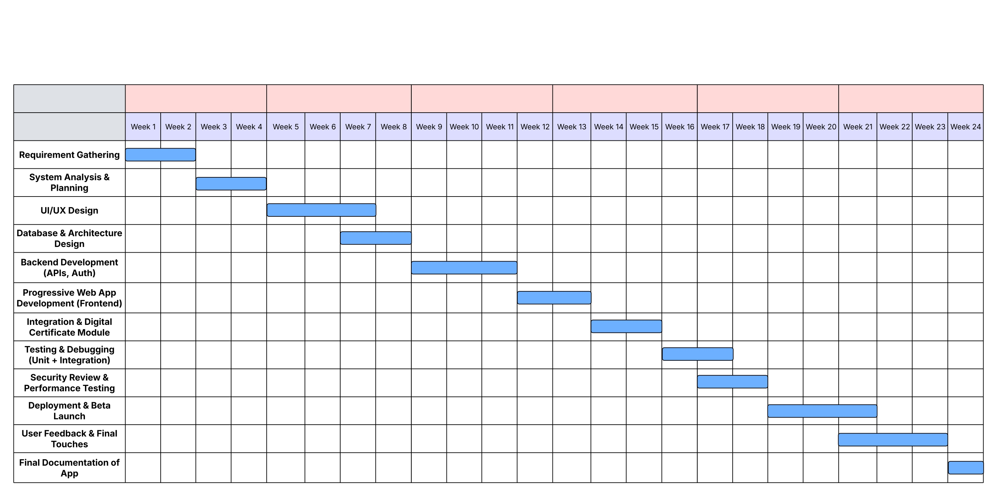 Week 1 Week 2 Week 3 Week 4 Week 5 Week 6 Week 7 Week 8 Week 9 Week 10 Week 11 Week 12 Week 13 Week 14 Week 15 Week 16 Week 17 Week 18 Week 19 Week 20 Week 21 Week 22 Week 23 Week 24
Requirement Gathering
System Analysis &
Planning
UI/UX Design
Database & Architecture
Design
Backend Development
(APIs, Auth)
Progressive Web App
Development (Frontend)
Integration & Digital
Certificate Module
Testing & Debugging
(Unit + Integration)
Security Review &
Performance Testing
Deployment & Beta
Launch
User Feedback & Final
Touches
Final Documentation of
App